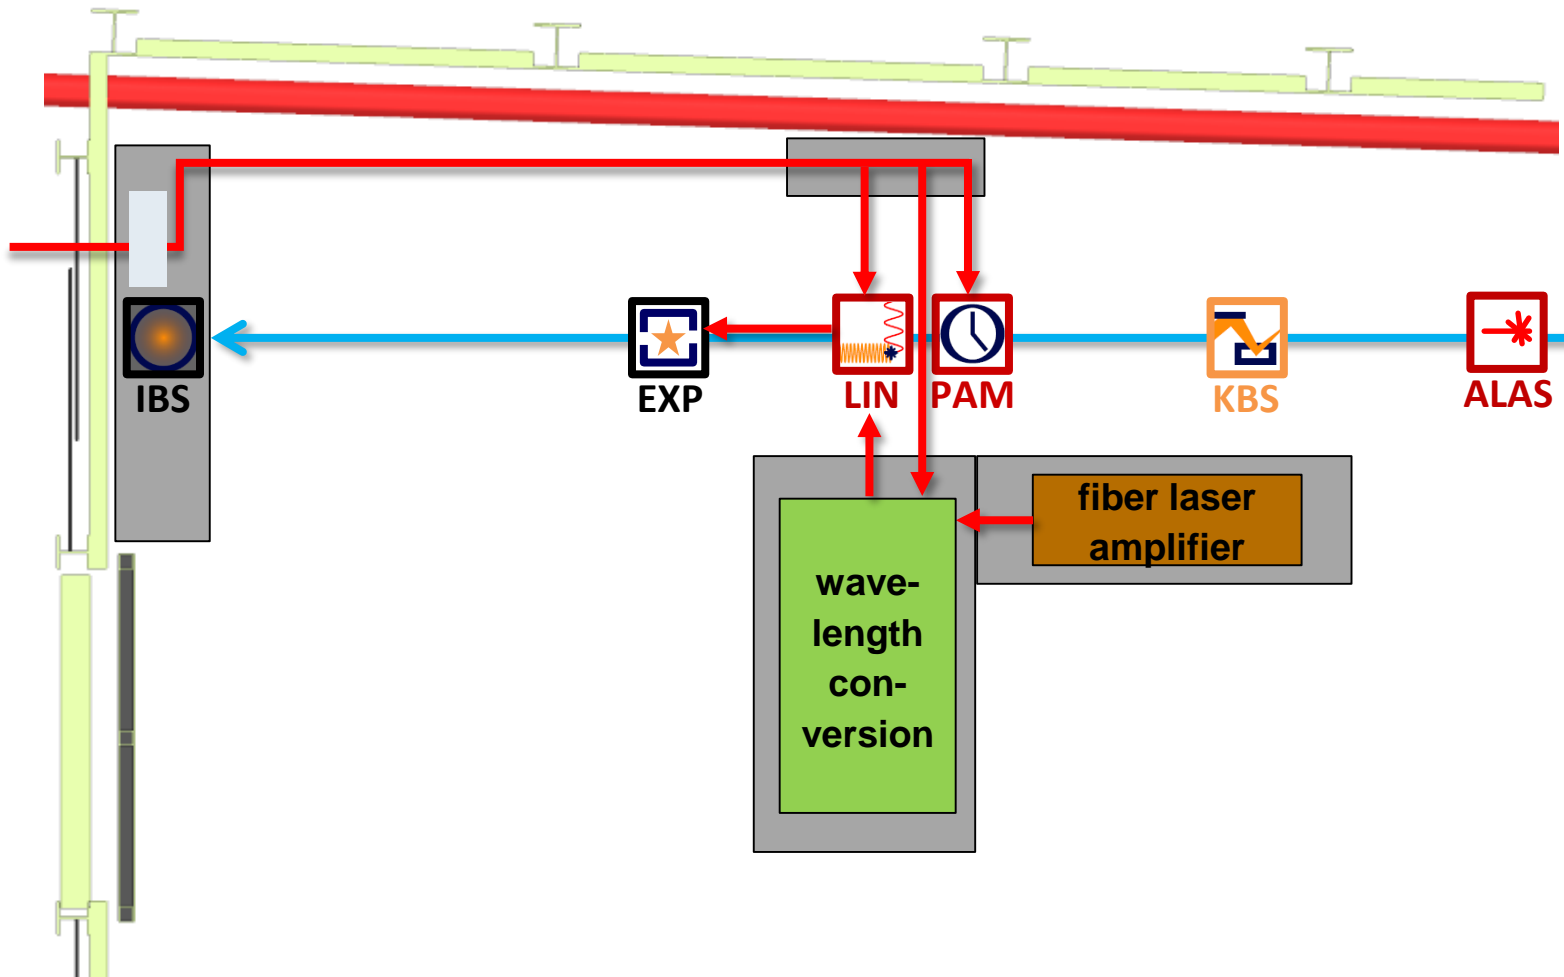 IBS
EXP
LIN
PAM
KBS
ALAS
fiber laser
amplifier
wave-
length
con-
version